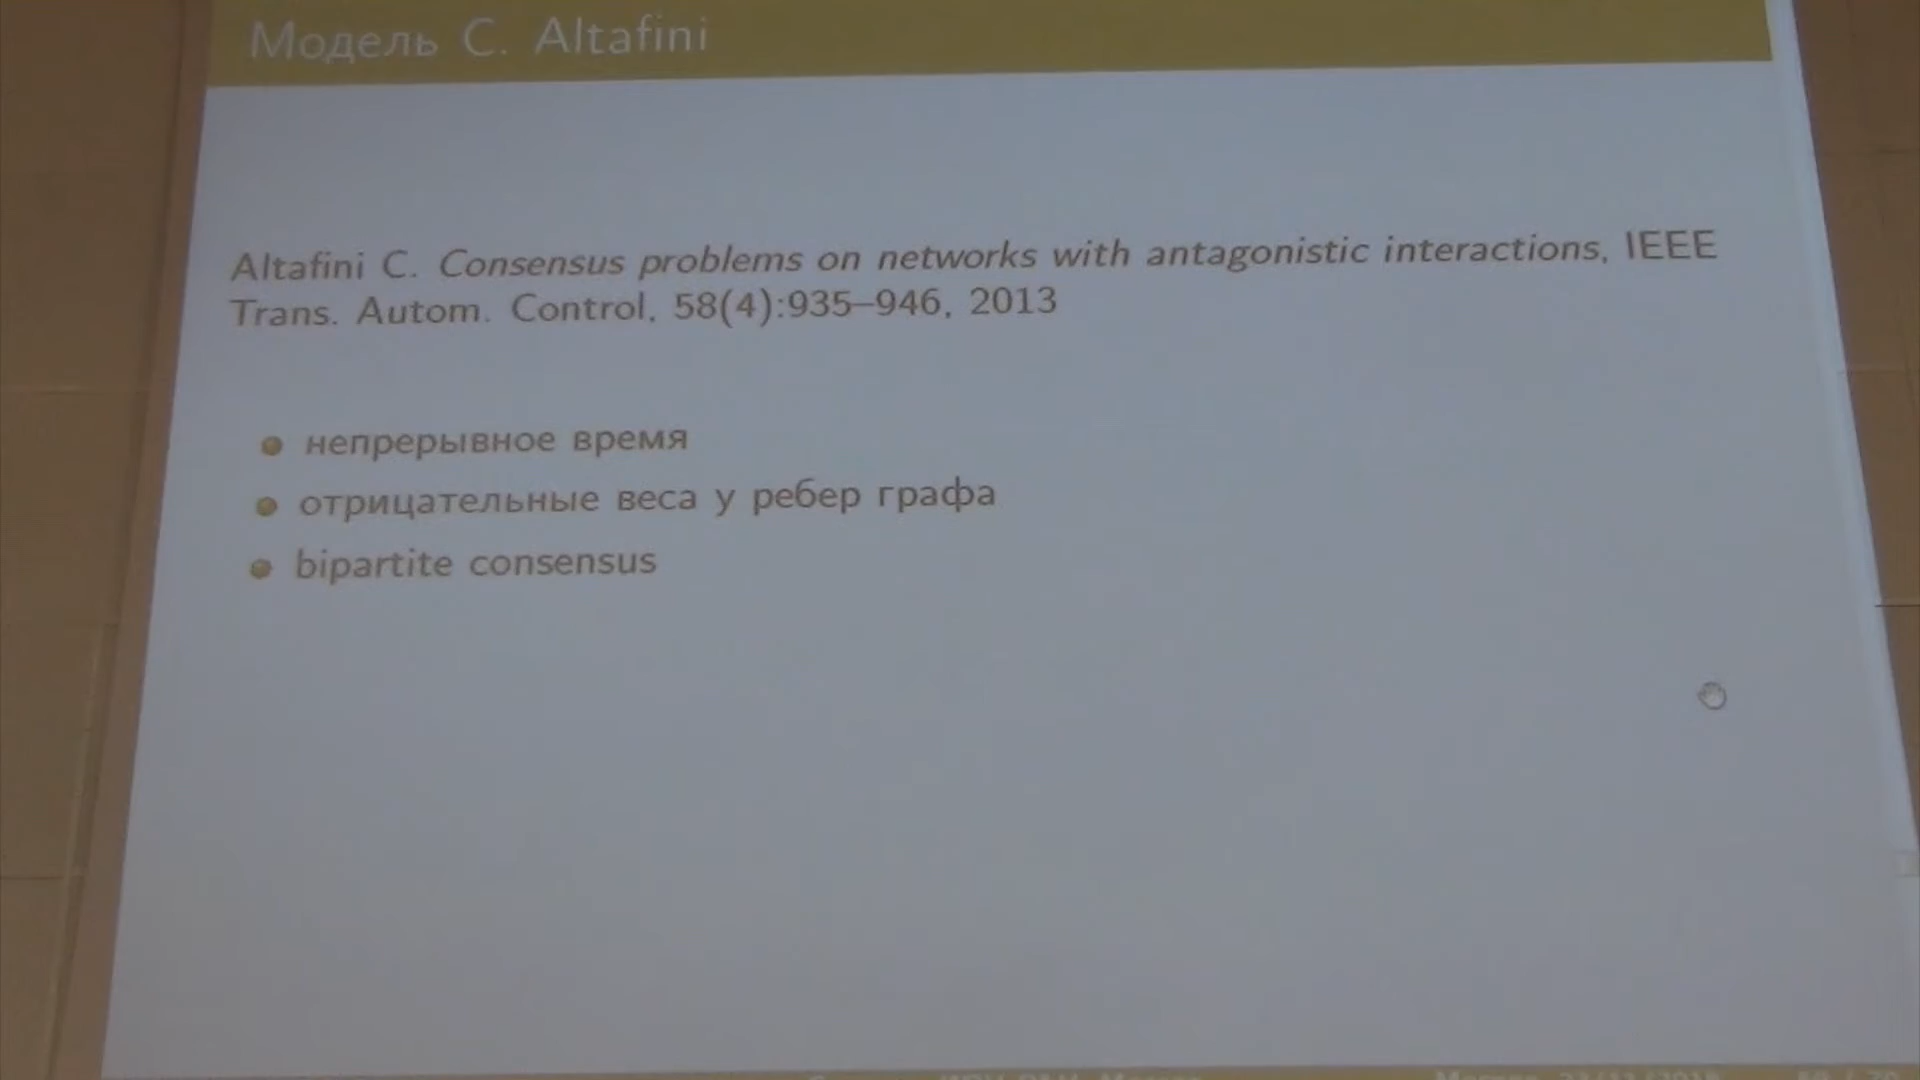 Модель C. Altafini
Altafini C. Consensus problems on networks with antagonistic interactions, IEEE
Trans. Autom. Control, 58(4):935–946, 2013
непрерывное время
отрицательные веса у ребер графа
bipartite consensus